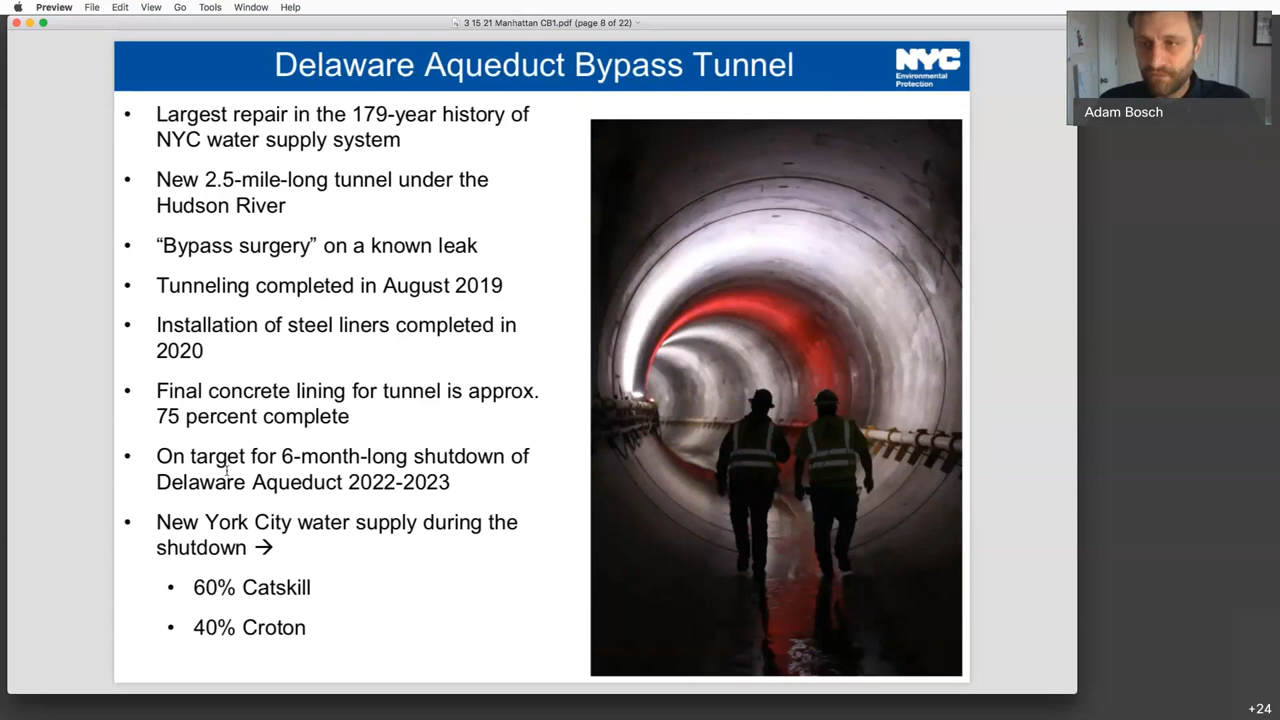 Preview File Edit View Go Tools Window Help
3 15 21 Manhattan CB1.pdf (page 8 of 22)
Delaware Aqueduct Bypass Tunnel
NYC
Environmental
Protection
Adam Bosch
• Largest repair in the 179-year history of
NYC water supply system
• New 2.5-mile-long tunnel under the
Hudson River
• “Bypass surgery” on a known leak
• Tunneling completed in August 2019
• Installation of steel liners completed in
2020
• Final concrete lining for tunnel is approx.
75 percent complete
• On target for 6-month-long shutdown of
Delaware Aqueduct 2022-2023
• New York City water supply during the
shutdown →
• 60% Catskill
• 40% Croton
+24